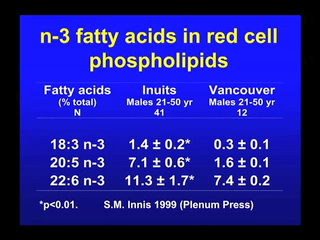 n-3 fatty acids in red cell
phospholipids
Fatty acids Inuits Vancouver
(% total) Males 21-50 yr Males 21-50 yr
N 41 12
18:3 n-3 1.4 ± 0.2* 0.3 ± 0.1
20:5 n-3 7.1 ± 0.6* 1.6 ± 0.1
22:6 n-3 11.3 ± 1.7* 7.4 ± 0.2
*p<0.01. S.M. Innis 1999 (Plenum Press)